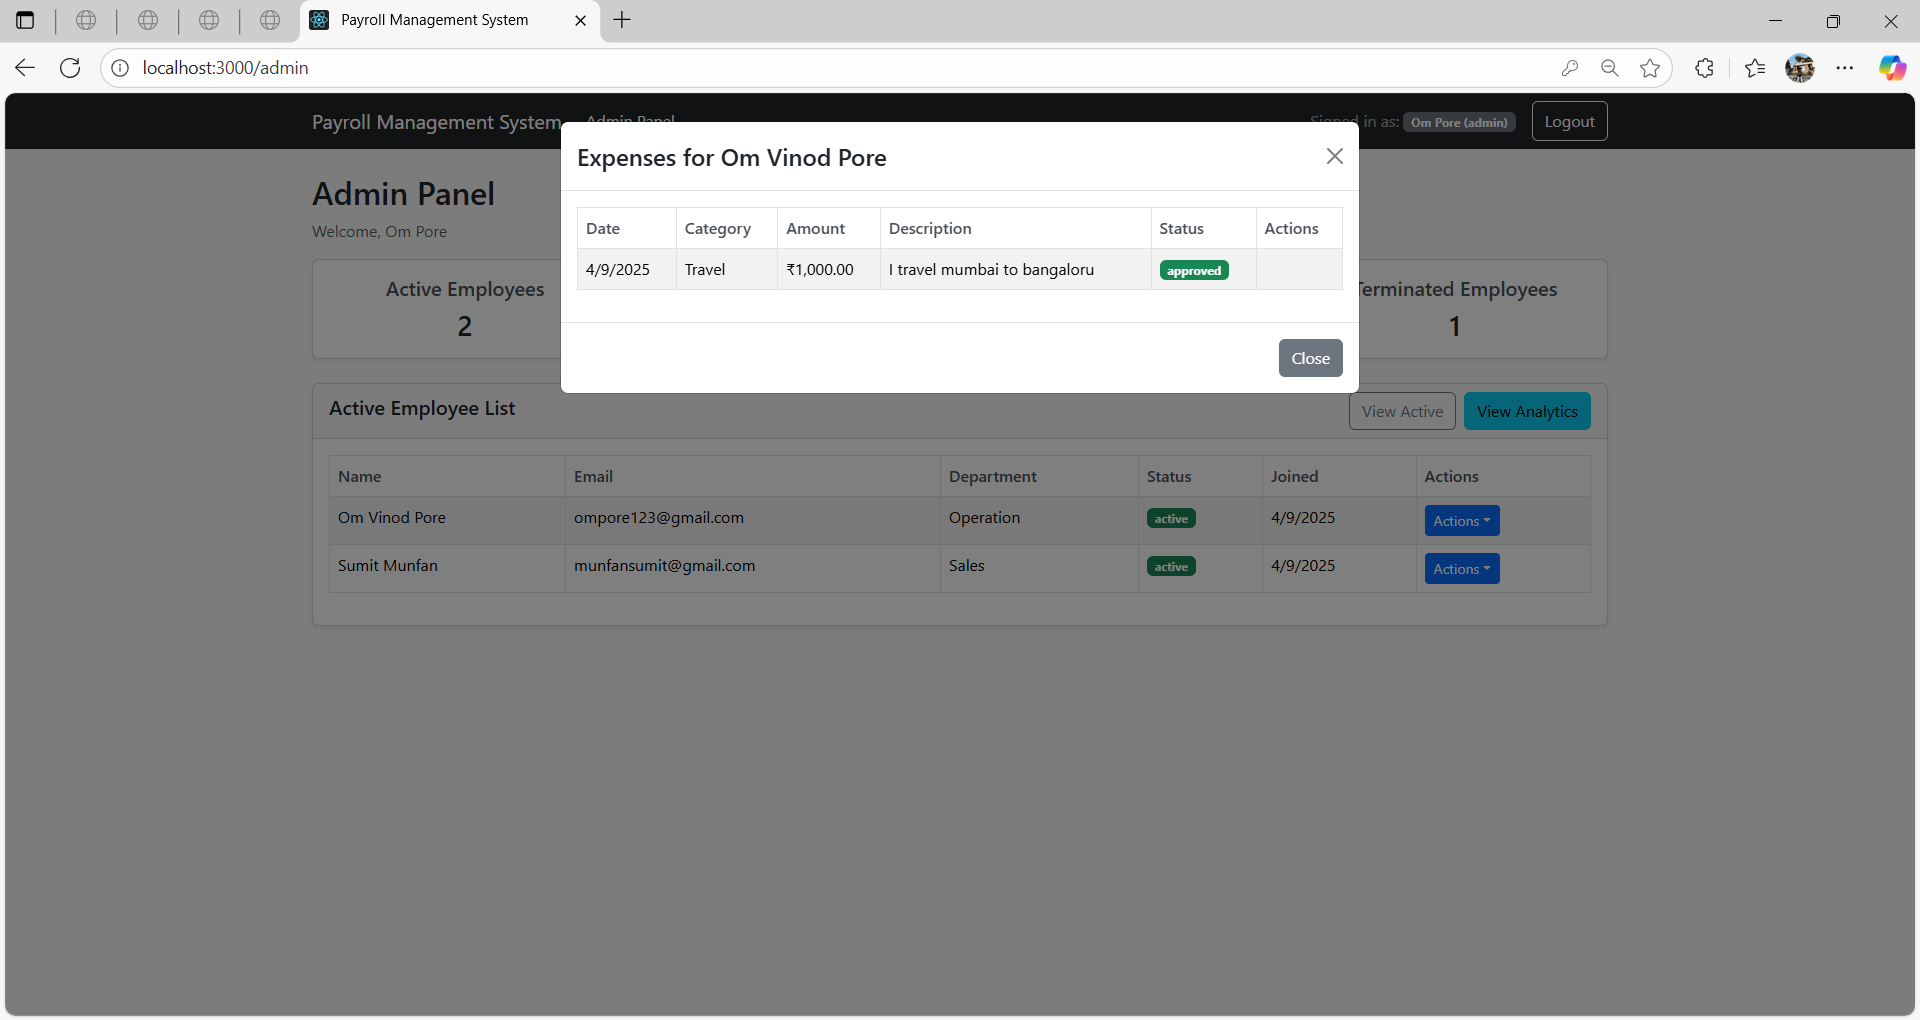 Payroll Management System
localhost:3000/admin
Payroll Management System
Admin Panel
Signed in as: Om Pore (admin)
Logout
Expenses for Om Vinod Pore
Date Category Amount Description Status Actions
4/9/2025 Travel ₹1,000.00 I travel mumbai to bangaloru approved
Close
Admin Panel
Welcome, Om Pore
Active Employees
2
Terminated Employees
1
Active Employee List
View Active
View Analytics
Name Email Department Status Joined Actions
Om Vinod Pore ompore123@gmail.com Operation active 4/9/2025 Actions
Sumit Munfan munfansumit@gmail.com Sales active 4/9/2025 Actions